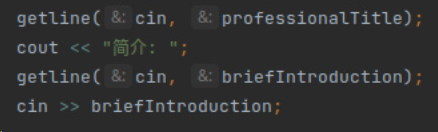 getline( &: cin, &: professionalTitle);
cout << "简介: ";
getline( &: cin, &: briefIntroduction);
cin >> briefIntroduction;